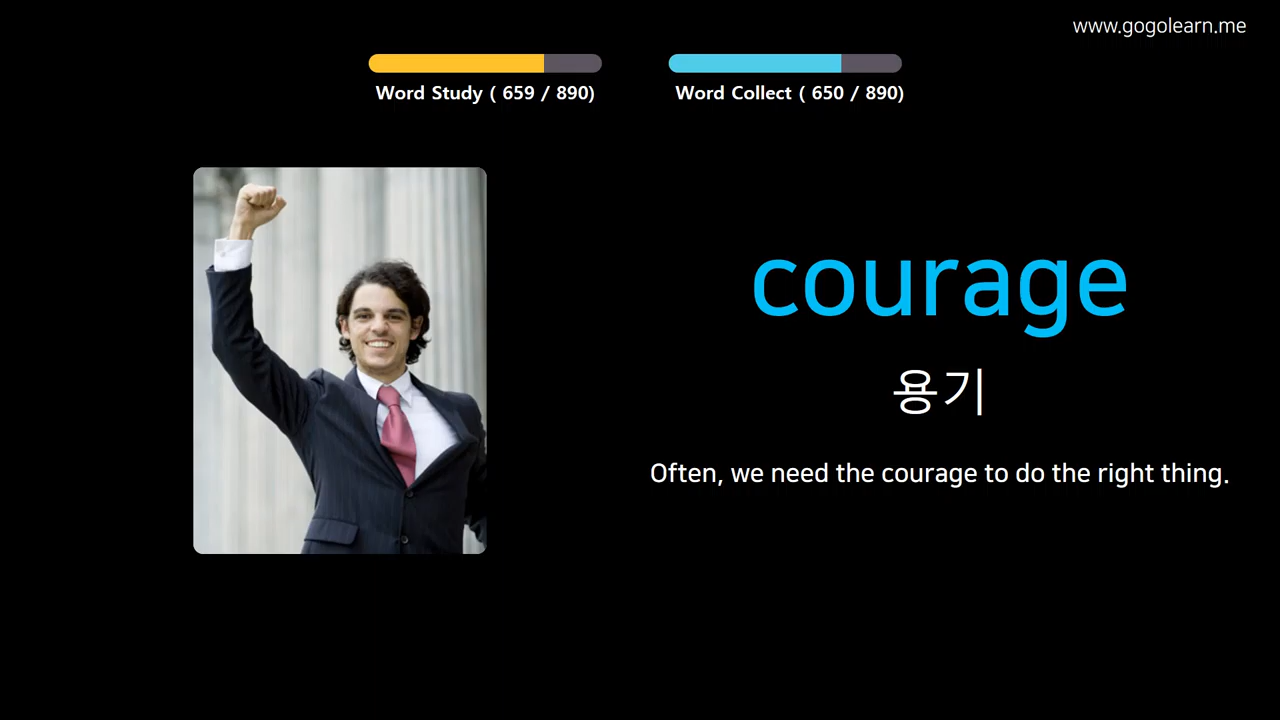 www.gogolearn.me
Word Study ( 659 / 890)
Word Collect ( 650 / 890)
courage
용기
Often, we need the courage to do the right thing.